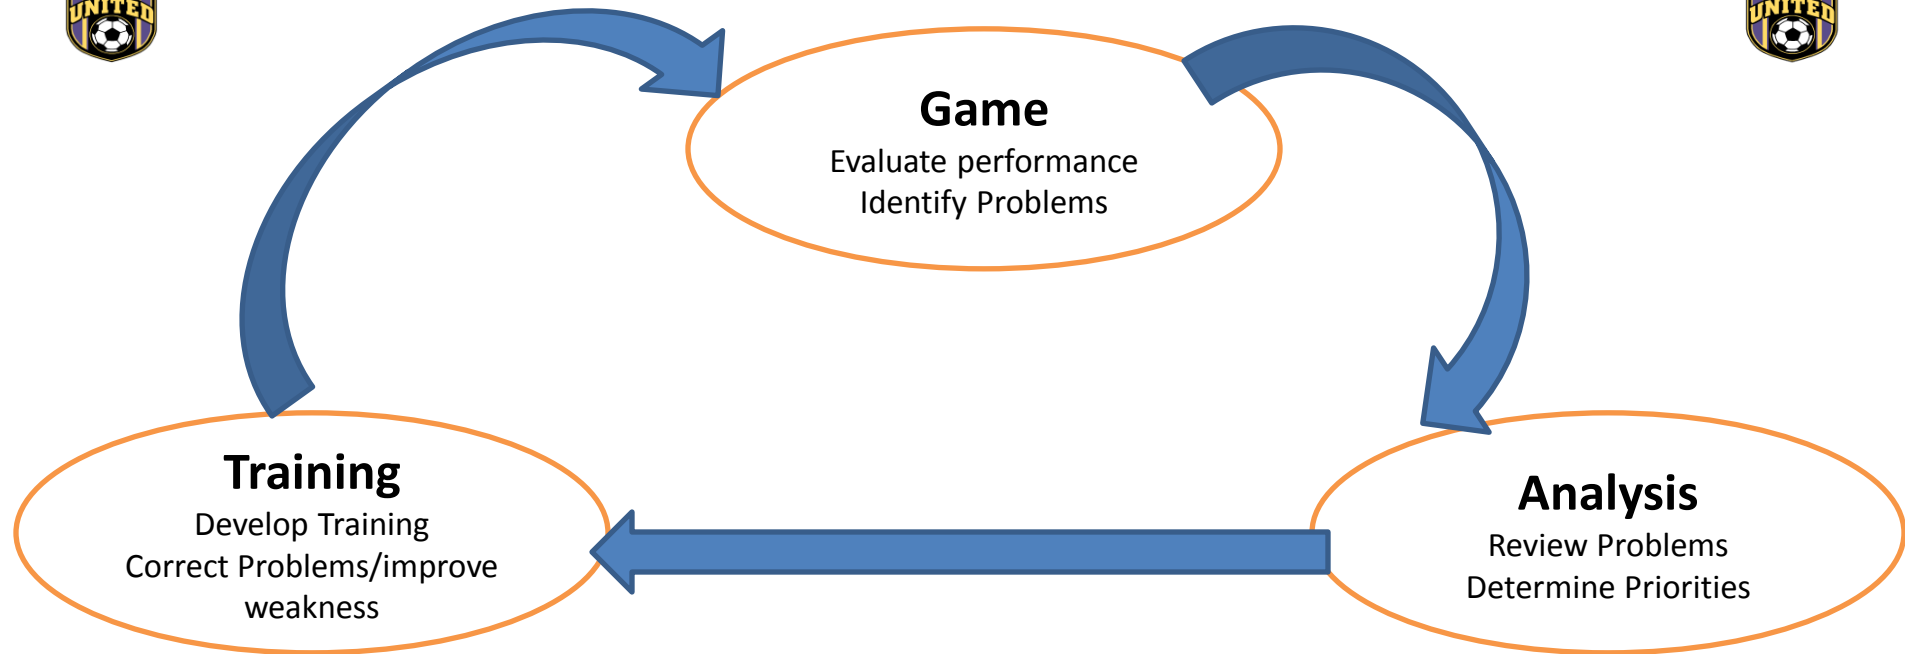 UNITED
UNITED
Game
Evaluate performance
Identify Problems
Training
Develop Training
Correct Problems/improve
weakness
Analysis
Review Problems
Determine Priorities